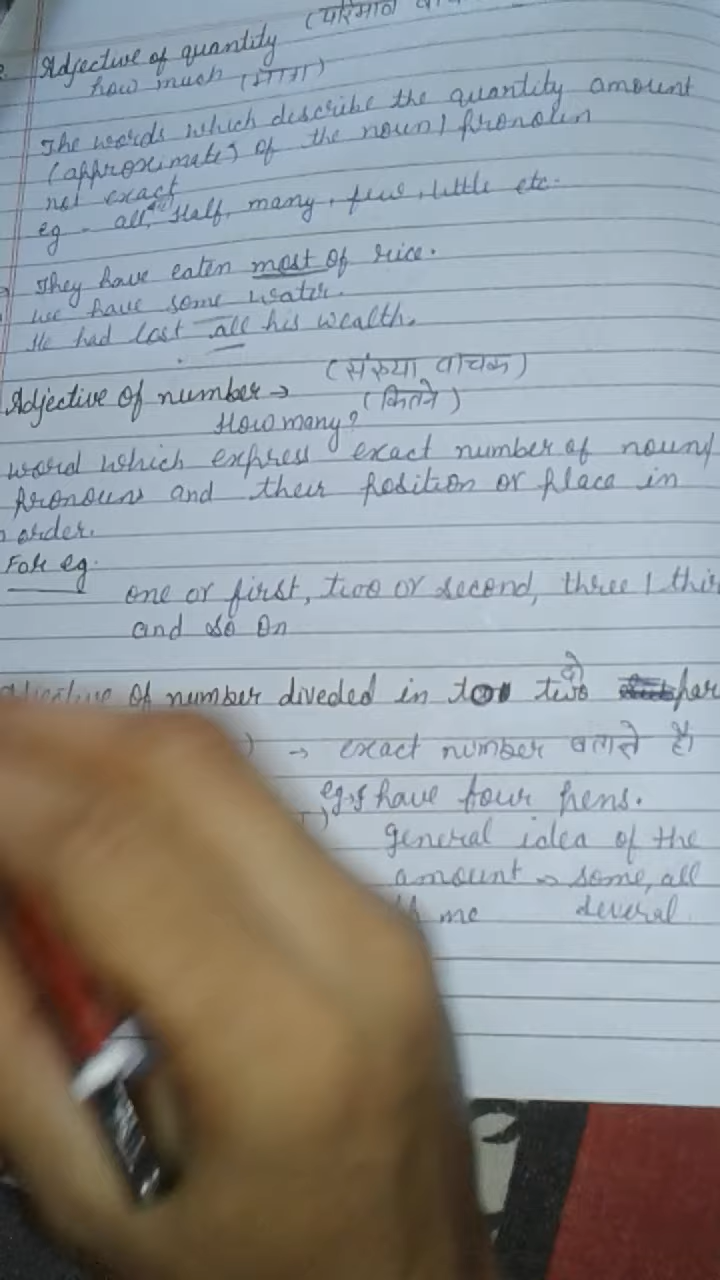 Adjective of quantity (परिमाण
how much (मात्रा)
The words which describe the quantity amount
(approximate) of the noun / pronoun
not exact
eg - all, Half, many, few, little etc.
They have eaten most of rice.
we have some water.
He had lost all his wealth.
Adjective of number → (संख्या वाचक)
How many? (कितने)
word which express exact number of noun/
pronouns and their position or place in
order.
For eg.
one or first, two or second, three / thir
and so on
of number diveded in to two दो par
) → exact number बताते है।
eg, I have four hens.
general idea of the
amount → some, all
me several